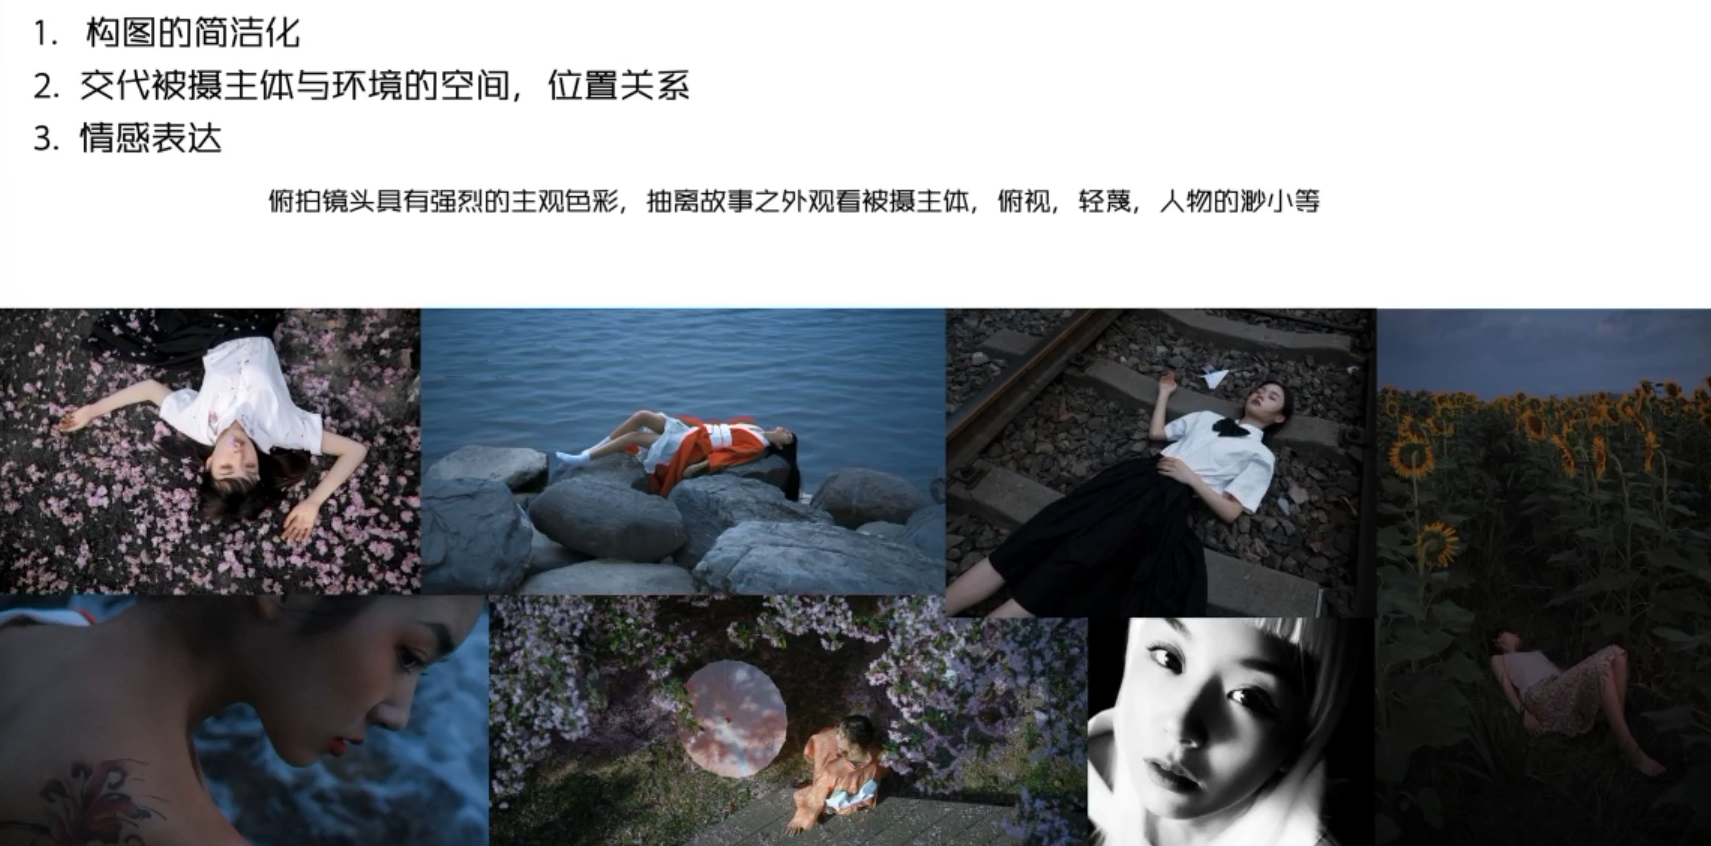 1. 构图的简洁化
2. 交代被摄主体与环境的空间，位置关系
3. 情感表达
俯拍镜头具有强烈的主观色彩，抽离故事之外观看被摄主体，俯视，轻蔑，人物的渺小等